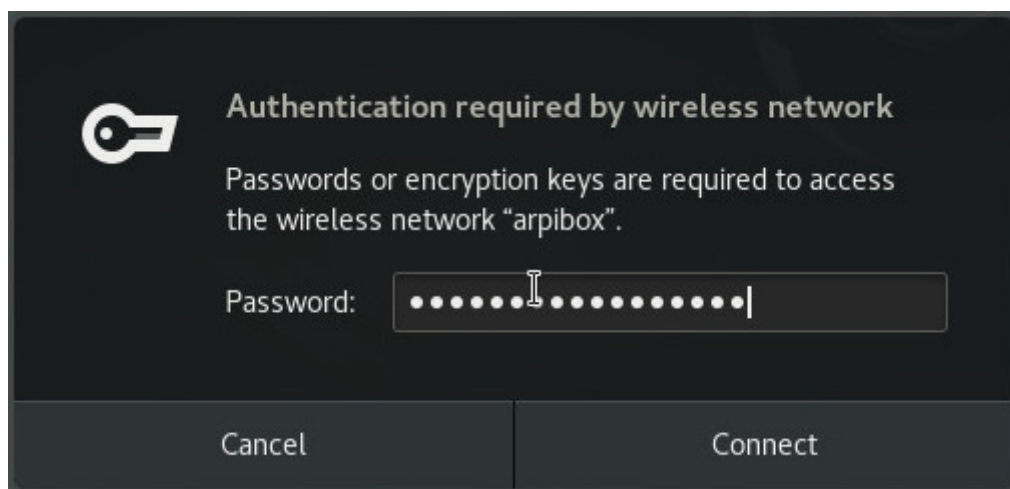 Authentication required by wireless network
Passwords or encryption keys are required to access
the wireless network “arpibox”.
Password: •••••••••••••••••
Cancel
Connect